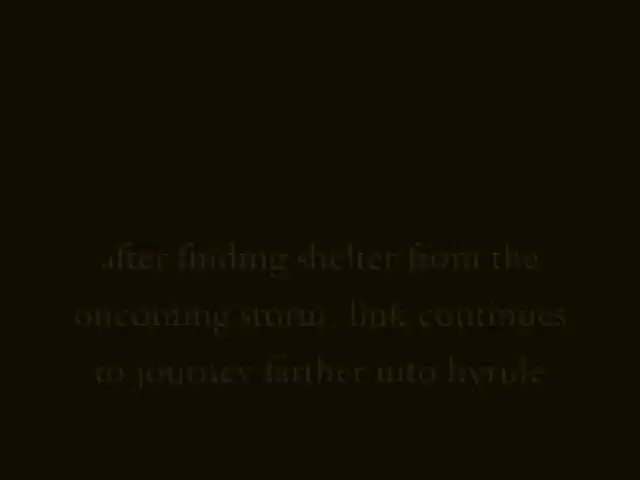 after finding shelter from the
oncoming storm, link continues
to journey farther into hyrule